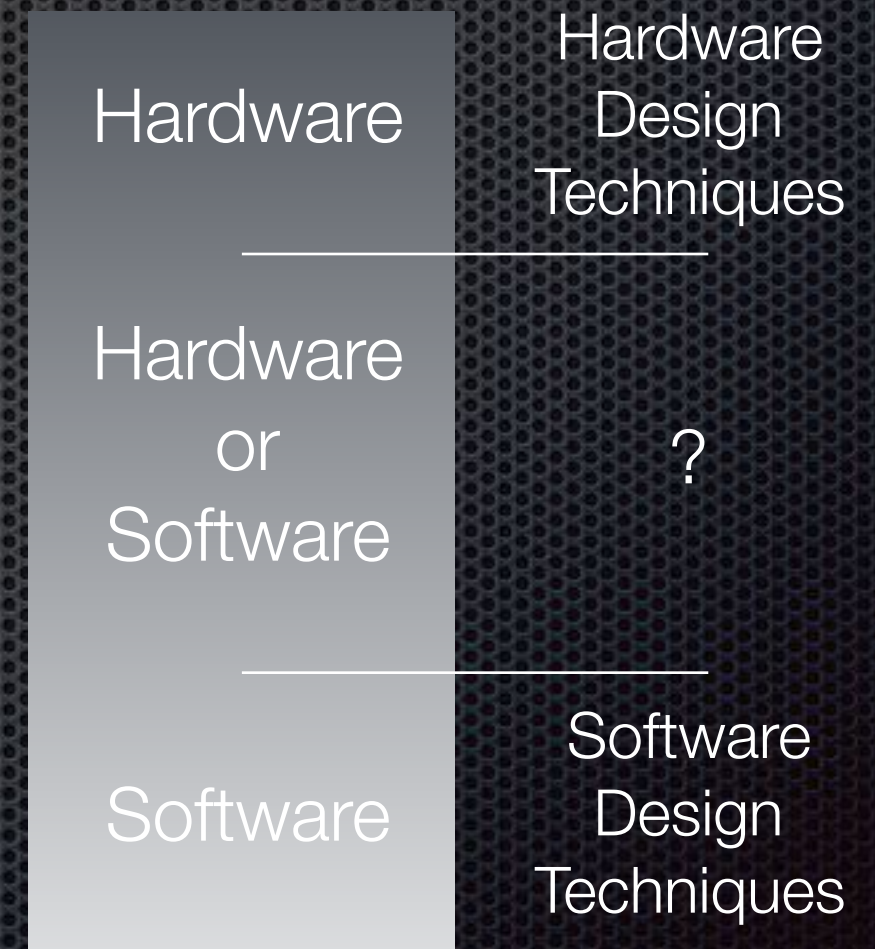 Hardware
Hardware
Design
Techniques
Hardware
or
Software
?
Software
Software
Design
Techniques